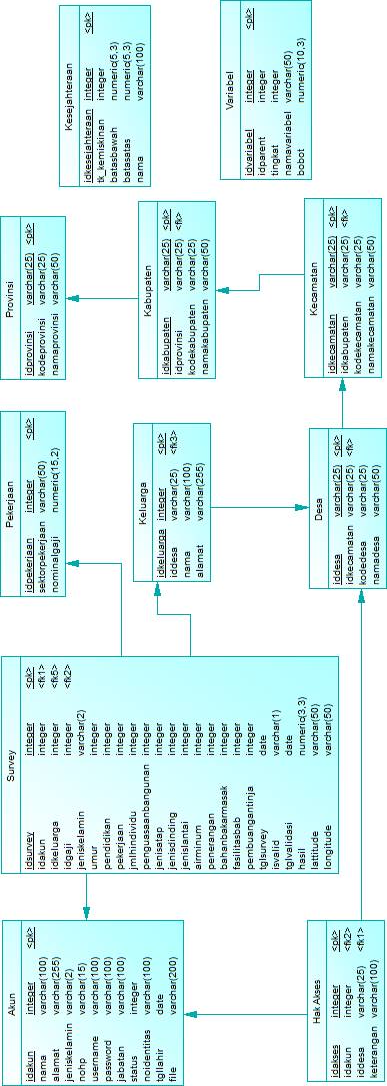 Akun
idakun integer <pk>
nama varchar(100)
alamat varchar(255)
jeniskelamin varchar(2)
nohp varchar(15)
username varchar(100)
password varchar(100)
jabatan varchar(100)
status integer
noidentitas varchar(100)
tgllahir date
file varchar(200)
Survey
idsurvey integer <pk>
idakun integer <fk1>
idkeluarga integer <fk5>
idgaji integer <fk2>
jeniskelamin varchar(2)
umur integer
pendidikan integer
pekerjaan integer
jmlhindividu integer
penguasaanbangunan integer
jenisatap integer
jenisdinding integer
jenislantai integer
airminum integer
penerangan integer
bahanbakarmasak integer
fasilitasbab integer
pembuangantinja integer
tglsurvey date
isvalid varchar(1)
tglvalidasi date
hasil numeric(3,3)
lattitude varchar(50)
longitude varchar(50)
Hak Akses
idakses integer <pk>
idakun integer <fk2>
iddesa varchar(25) <fk1>
keterangan varchar(100)
Pekerjaan
idpekerjaan integer <pk>
sektorpekerjaan varchar(50)
nominalgaji numeric(15,2)
Keluarga
idkeluarga integer <pk>
iddesa varchar(25) <fk3>
nama varchar(100)
alamat varchar(255)
Desa
iddesa varchar(25) <pk>
idkecamatan varchar(25) <fk>
kodedesa varchar(25)
namadesa varchar(50)
Provinsi
idprovinsi varchar(25) <pk>
kodeprovinsi varchar(25)
namaprovinsi varchar(50)
Kabupaten
idkabupaten varchar(25) <pk>
idprovinsi varchar(25) <fk>
kodekabupaten varchar(25)
namakabupaten varchar(50)
Kecamatan
idkecamatan varchar(25) <pk>
idkabupaten varchar(25) <fk>
kodekecamatan varchar(25)
namakecamatan varchar(50)
Kesejahteraan
idkesejahteraan integer <pk>
tk_kemiskinan integer
batasbawah numeric(5,3)
batasatas numeric(5,3)
nama varchar(100)
Variabel
idvariabel integer <pk>
idparent integer
tingkat integer
namavariabel varchar(50)
bobot numeric(10,3)